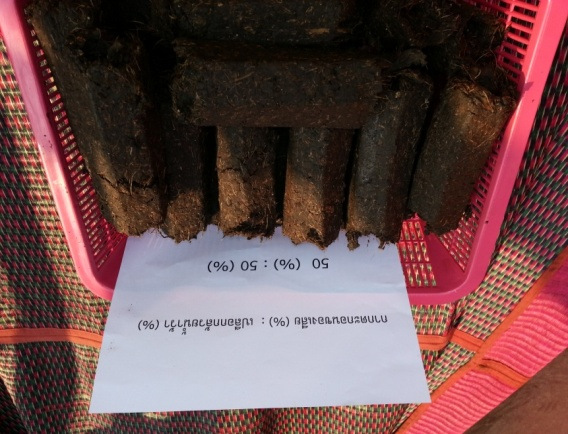 กากตะกอนของเสีย (%) : เปลือกกล้วยน้ำว้า (%)
50 (%) : 50 (%)